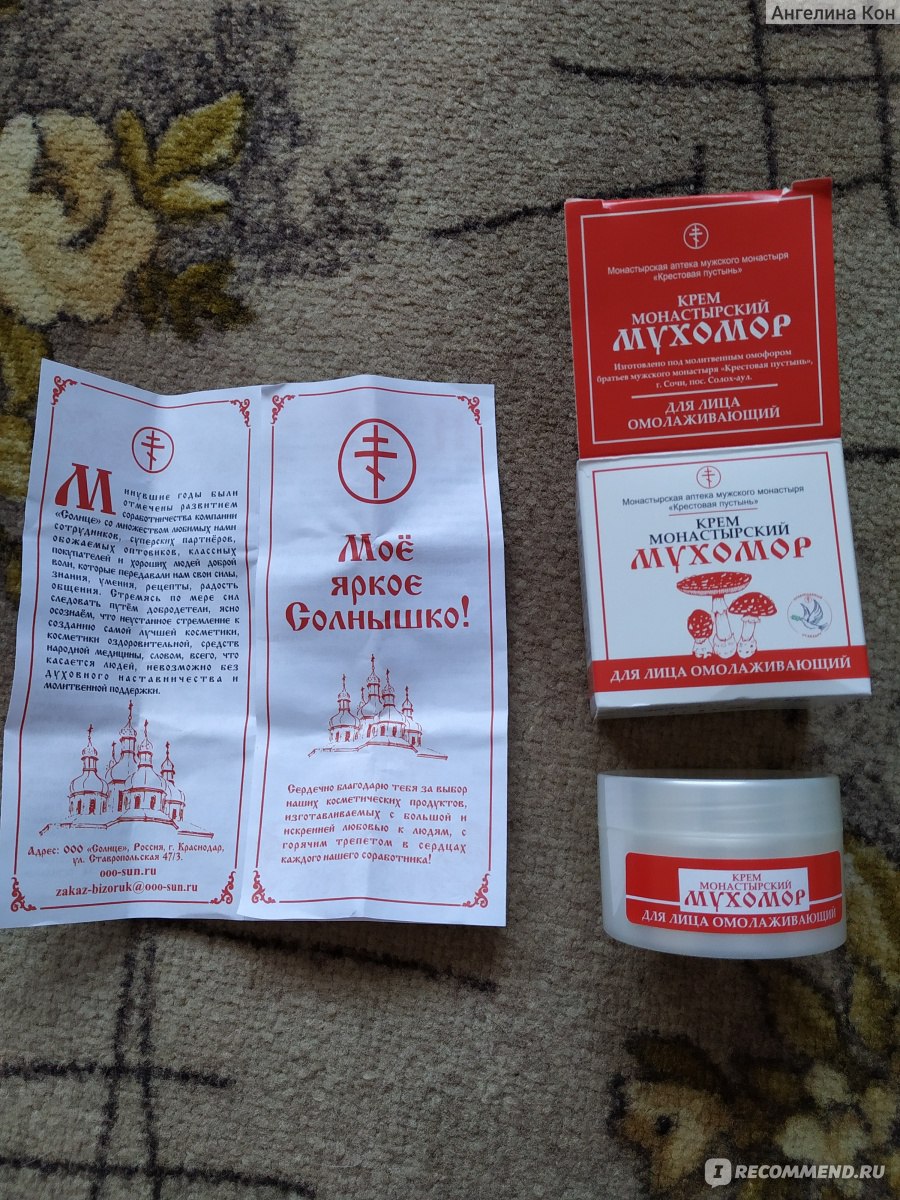 Ангелина Кон
Минувшие годы были
отмечены развитием
соработничества компании
«Солнце» со множеством любимых нами
сотрудников, суперских партнёров,
обожаемых оптовиков, классных
покупателей и хороших людей доброй
воли, которые передавали нам свои силы,
знания, умения, рецепты, радость
общения. Стремясь по мере сил
следовать путём добродетели, ясно
осознаём, что неустанное стремление к
созданию самой лучшей косметики,
косметики оздоровительной, средств
народной медицины, словом, всего, что
касается людей, невозможно без
духовного наставничества и
молитвенной поддержки.
Адрес: ООО «Солнце», Россия, г. Краснодар,
ул. Ставропольская 47/3.
ooo-sun.ru
zakaz-bizoruk@ooo-sun.ru
Моё
яркое
Солнышко!
Сердечно благодарю тебя за выбор
наших косметических продуктов,
изготавливаемых с большой и
искренней любовью к людям, с
горячим трепетом в сердцах
каждого нашего соработника!
Монастырская аптека мужского монастыря
«Крестовая пустынь»
КРЕМ
МОНАСТЫРСКИЙ
МУХОМОР
Изготовлено под молитвенным омофором
братьев мужского монастыря «Крестовая пустынь»,
г. Сочи, пос. Солох-аул.
ДЛЯ ЛИЦА
ОМОЛАЖИВАЮЩИЙ
Монастырская аптека мужского монастыря
«Крестовая пустынь»
КРЕМ
МОНАСТЫРСКИЙ
МУХОМОР
ДЛЯ ЛИЦА ОМОЛАЖИВАЮЩИЙ
КРЕМ
МОНАСТЫРСКИЙ
МУХОМОР
ДЛЯ ЛИЦА ОМОЛАЖИВАЮЩИЙ
IRECOMMEND.RU